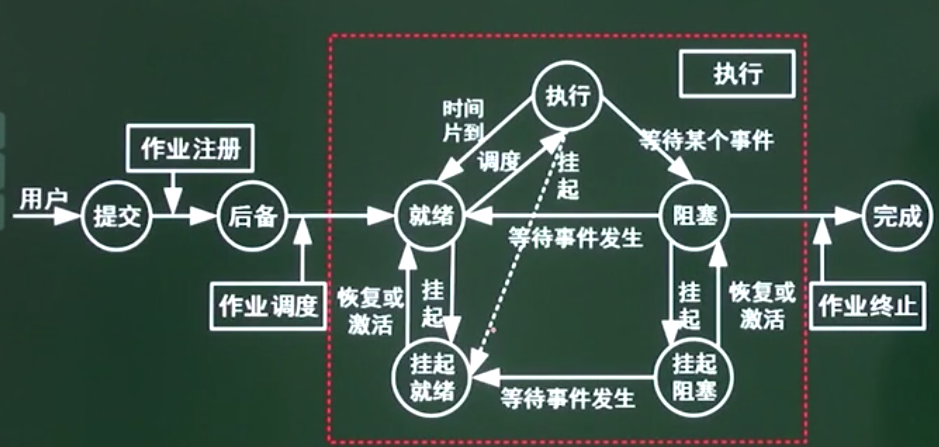 执行
执行
时间
片到
调度
挂
起
等待某个事件
作业注册
用户
提交
后备
就绪
阻塞
完成
等待事件发生
作业调度
恢复或
激活
挂
起
挂
起
恢复或
激活
作业终止
挂起
就绪
挂起
阻塞
等待事件发生